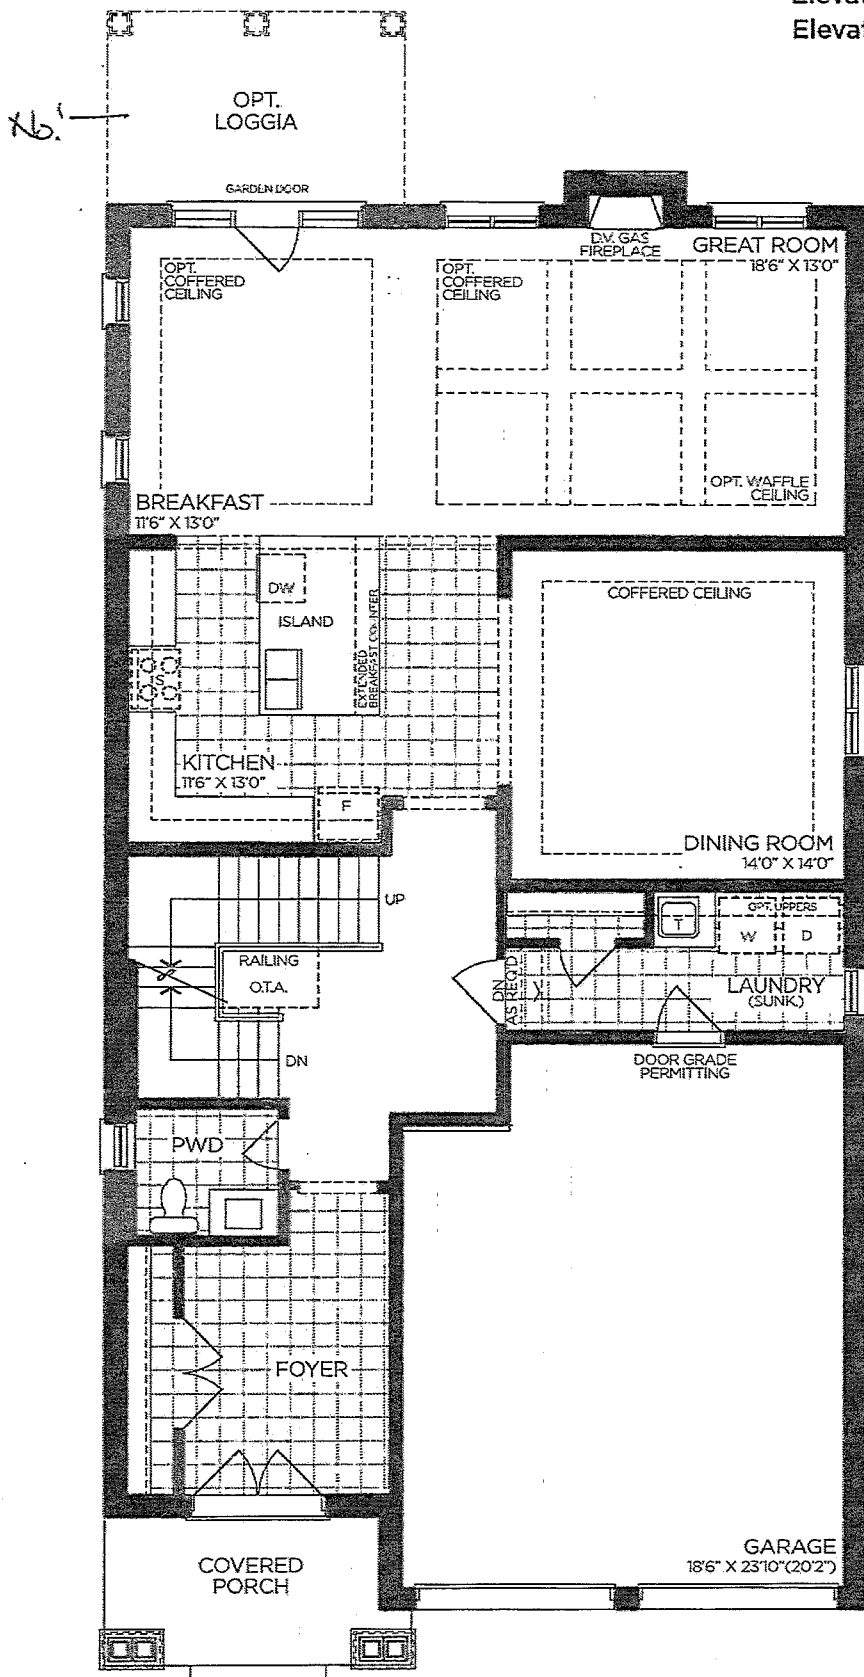 OPT.
LOGGIA
GARDEN DOOR
D.V. GAS
FIREPLACE
GREAT ROOM
18'6" X 13'0"
OPT.
COFFERED
CEILING
OPT.
COFFERED
CEILING
OPT. WAFFLE
CEILING
BREAKFAST
11'6" X 13'0"
DW
ISLAND
EXTENDED
BREAKFAST COUNTER
S
COFFERED CEILING
KITCHEN
11'6" X 13'0"
F
DINING ROOM
14'0" X 14'0"
UP
RAILING
O.T.A.
DN
T
OPT. UPPERS
W
D
DN
AS REQ'D
LAUNDRY
(SUNK.)
DOOR GRADE
PERMITTING
PWD
FOYER
GARAGE
18'6" X 23'10"(20'2")
COVERED
PORCH